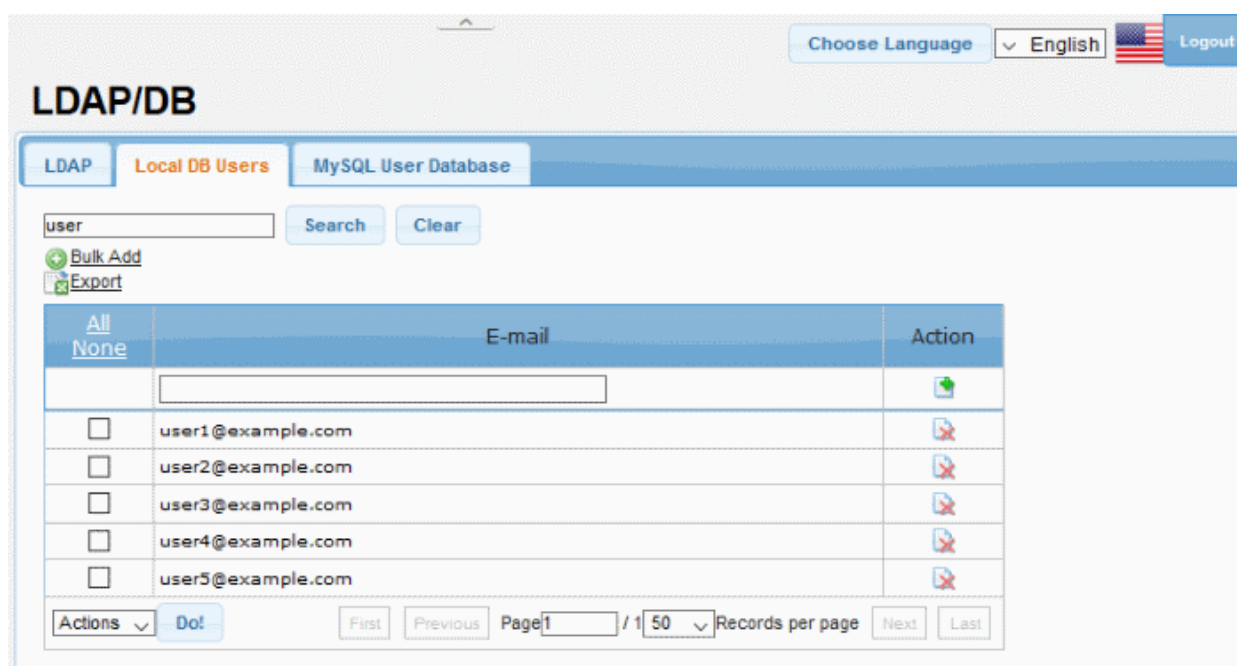 Choose Language English Logout
LDAP/DB
LDAP Local DB Users MySQL User Database
user Search Clear
Bulk Add
Export
All
None E-mail Action
user1@example.com
user2@example.com
user3@example.com
user4@example.com
user5@example.com
Actions Do! First Previous Page 1 / 1 50 Records per page Next Last